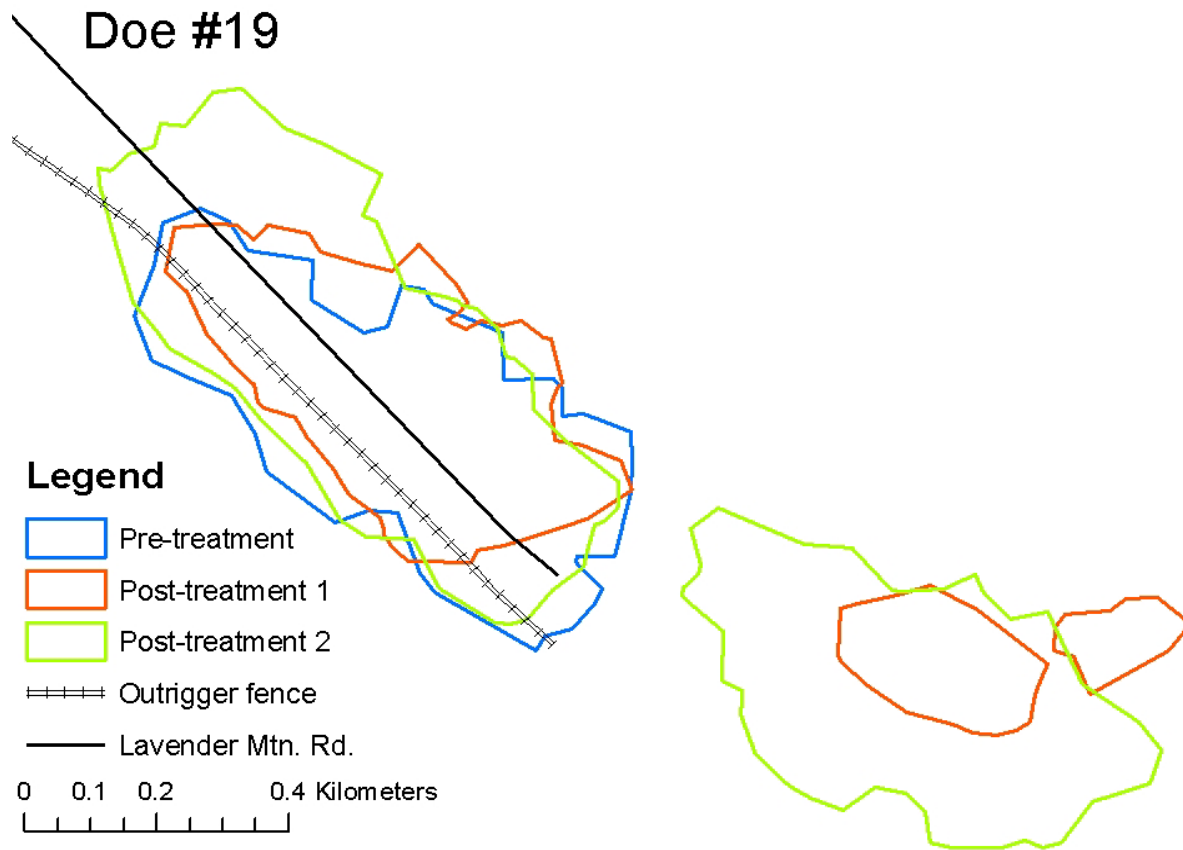 Doe #19
Legend
Pre-treatment
Post-treatment 1
Post-treatment 2
Outrigger fence
Lavender Mtn. Rd.
0 0.1 0.2 0.4 Kilometers